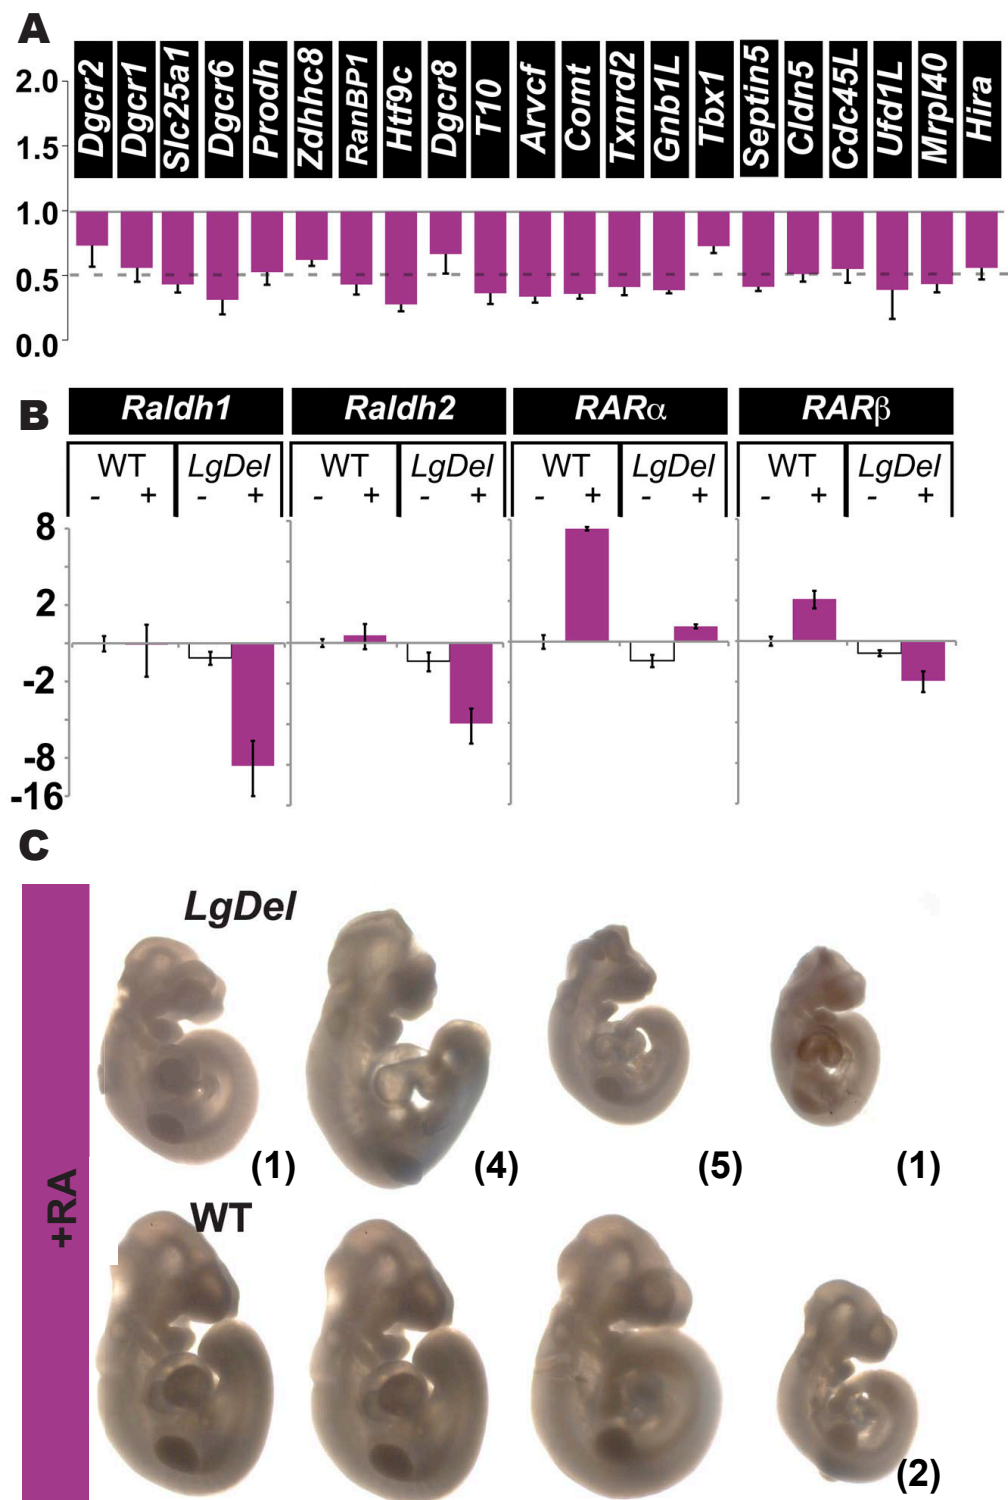 A
Dgcr2 Dgcr1 Slc25a1 Dgcr6 Prodh Zdhhc8 RanBP1 Htf9c Dgcr8 T10 Arvcf Comt Txnrd2 Gnb1L Tbx1 Septin5 Cldn5 Cdc45L Ufd1L Mrpl40 Hira
2.0
1.5
1.0
0.5
0.0
B
Raldh1 Raldh2 RARα RARβ
WT LgDel WT LgDel WT LgDel WT LgDel
- + - + - + - + - + - + - + - +
8
2
-2
-8
-16
C
+RA
LgDel
(1) (4) (5) (1)
WT
(2)